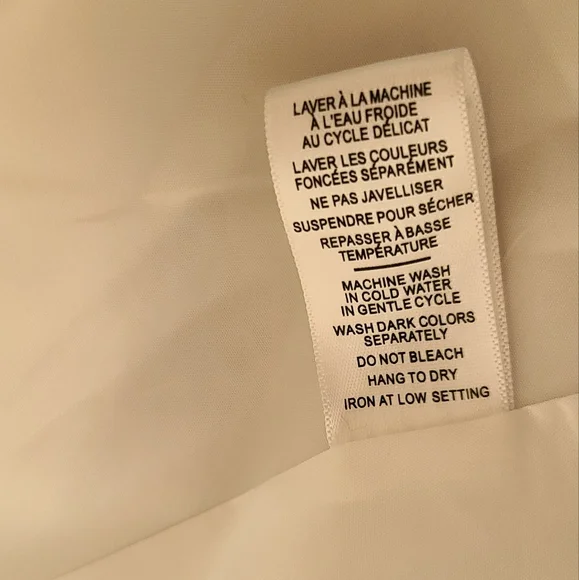 LAVER À LA MACHINE
À L'EAU FROIDE
AU CYCLE DÉLICAT
LAVER LES COULEURS
FONCÉES SÉPARÉMENT
NE PAS JAVELLISER
SUSPENDRE POUR SÉCHER
REPASSER À BASSE
TEMPÉRATURE
MACHINE WASH
IN COLD WATER
IN GENTLE CYCLE
WASH DARK COLORS
SEPARATELY
DO NOT BLEACH
HANG TO DRY
IRON AT LOW SETTING